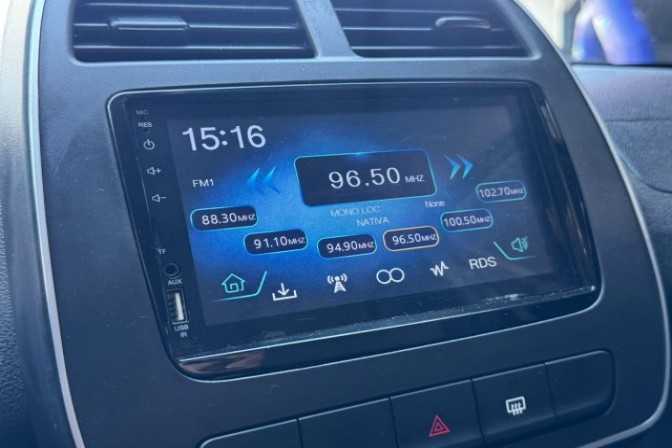 MIC
RES
15:16
FM1
96.50 MHZ
MONO LOC
None
NATIVA
88.30MHZ
91.10MHZ
94.90MHZ
96.50MHZ
100.50MHZ
102.70MHZ
RDS
TF
AUX
USB
IR